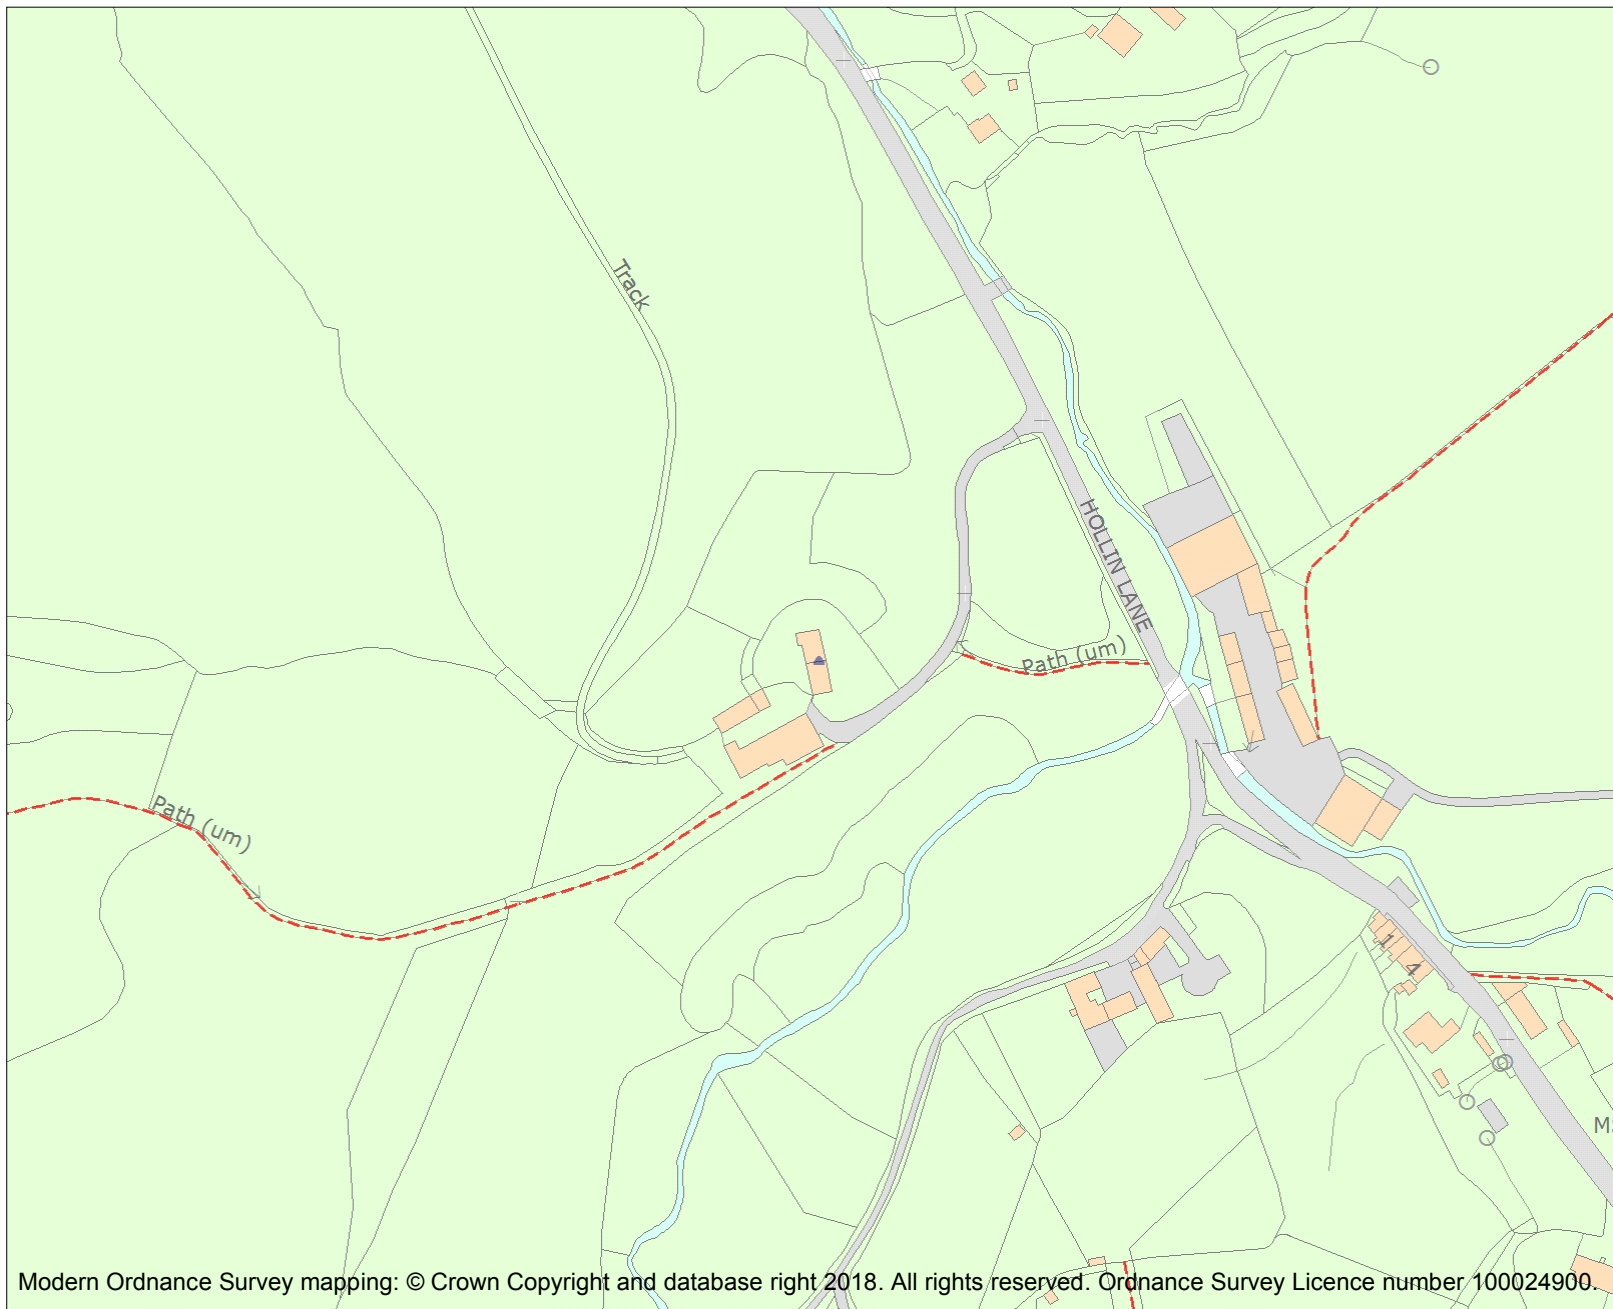 Track
HOLLIN LANE
Path (um)
Path (um)
1
4
Modern Ordnance Survey mapping: © Crown Copyright and database right 2018. All rights reserved. Ordnance Survey Licence number 100024900.